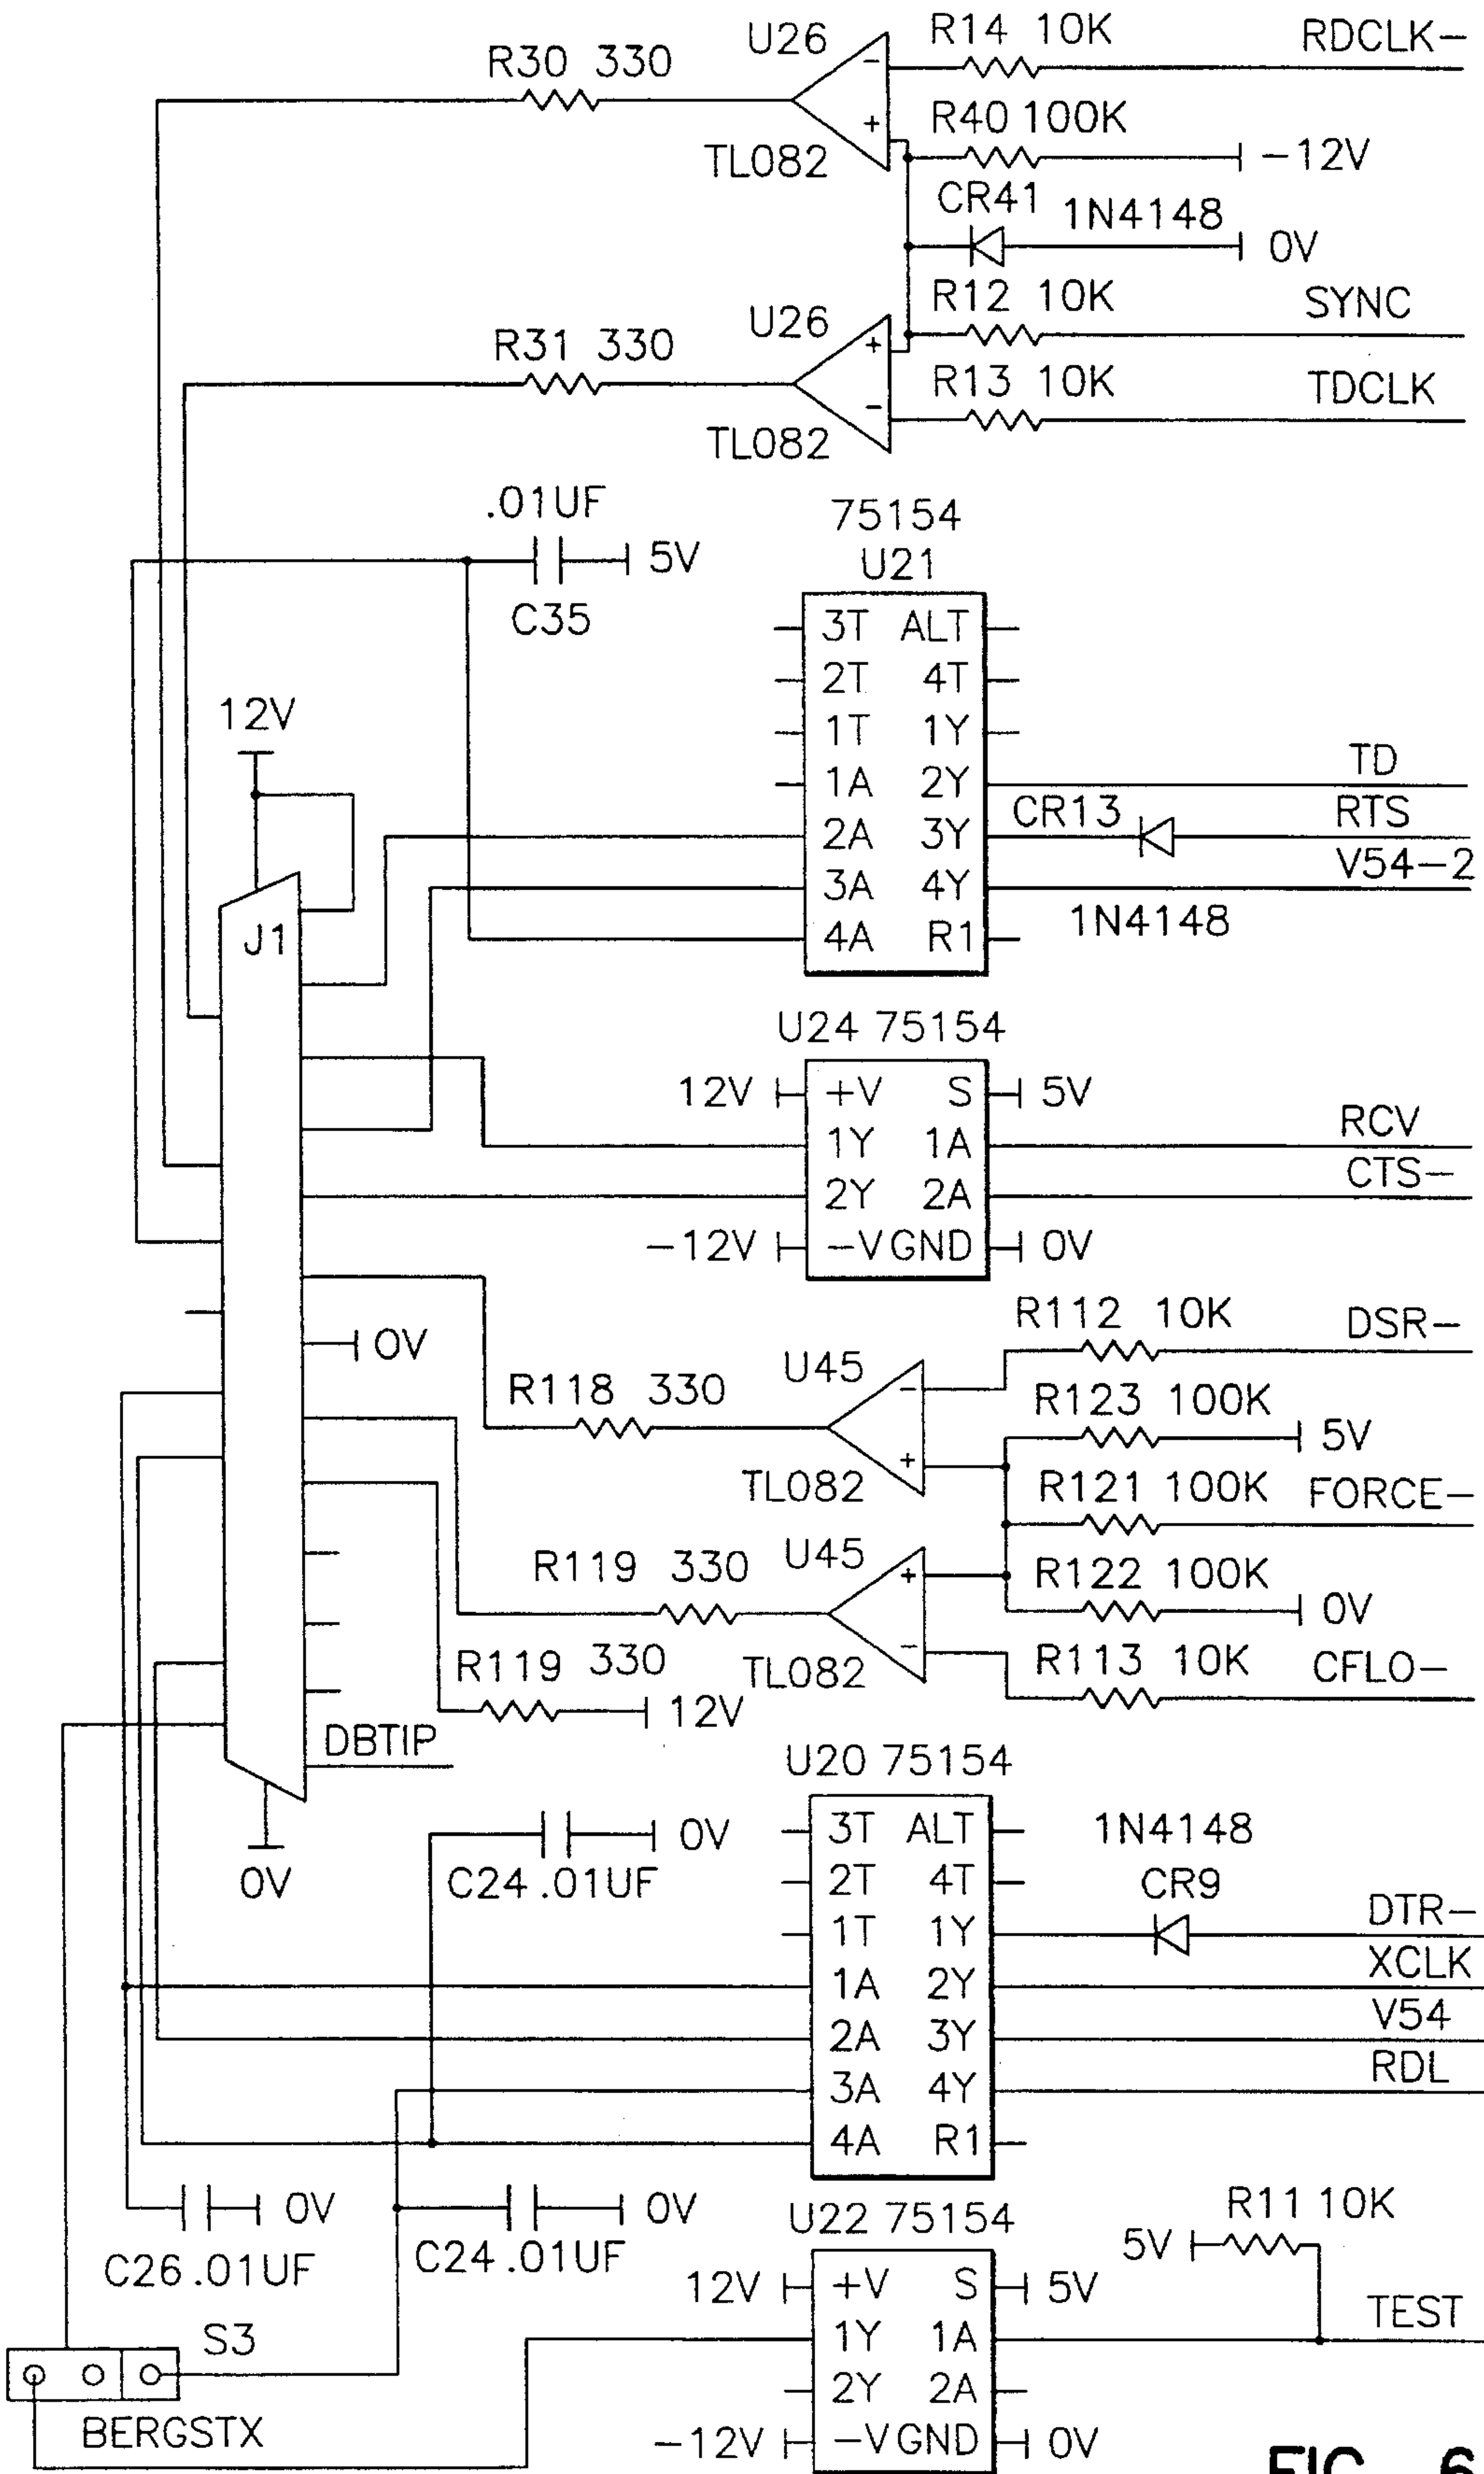 U26 R14 10K RDCLK-
R30 330
-
+
R40 100K
TL082 -12V
CR41 1N4148
0V
R12 10K SYNC
U26
R31 330 +
R13 10K TDCLK
-
TL082
.01UF 75154
5V U21
C35
3T ALT
2T 4T
12V 1T 1Y
1A 2Y TD
2A 3Y CR13 RTS
3A 4Y V54-2
J1 4A R1 1N4148
U24 75154
12V +V S 5V
1Y 1A RCV
2Y 2A CTS-
-12V -V GND 0V
R112 10K DSR-
0V U45
R118 330 -
R123 100K
+ 5V
TL082 R121 100K FORCE-
R119 330 U45
+ R122 100K
0V
R119 330 TL082 - R113 10K CFLO-
12V
DBTIP
U20 75154
0V 3T ALT 1N4148
0V C24 .01UF 2T 4T CR9
1T 1Y DTR-
1A 2Y XCLK
2A 3Y V54
3A 4Y RDL
4A R1
0V 0V U22 75154 R11 10K
C26 .01UF C24 .01UF 5V
12V +V S 5V
S3 1Y 1A TEST
2Y 2A
BERGSTX -12V -V GND 0V
FIG. 6